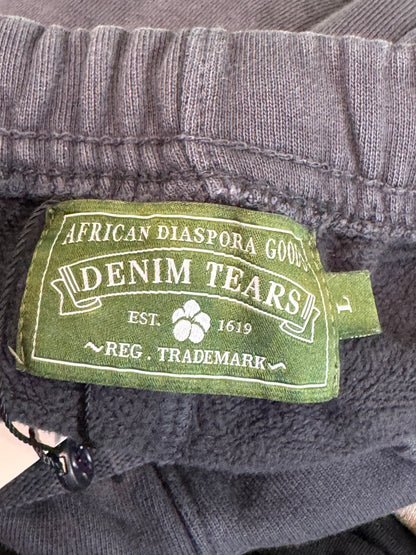 AFRICAN DIASPORA GOODS
DENIM TEARS
EST. 1619
~REG. TRADEMARK~
L